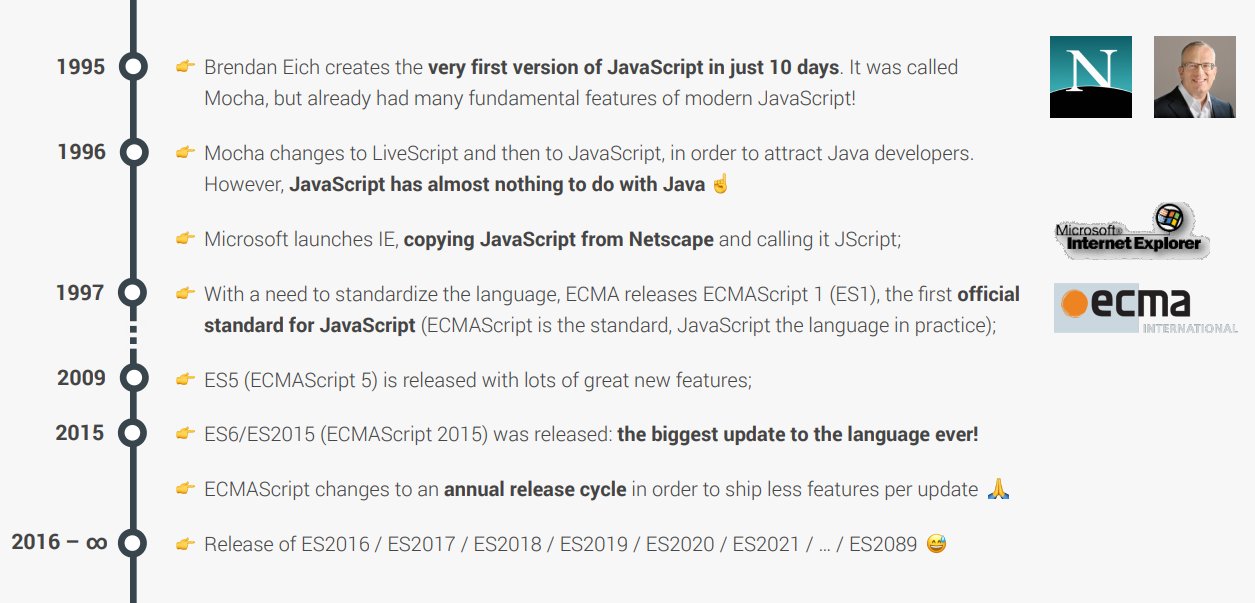 1995
👉 Brendan Eich creates the very first version of JavaScript in just 10 days. It was called
Mocha, but already had many fundamental features of modern JavaScript!
N
1996
👉 Mocha changes to LiveScript and then to JavaScript, in order to attract Java developers.
However, JavaScript has almost nothing to do with Java ☝️
👉 Microsoft launches IE, copying JavaScript from Netscape and calling it JScript;
Microsoft®
Internet Explorer
1997
👉 With a need to standardize the language, ECMA releases ECMAScript 1 (ES1), the first official
standard for JavaScript (ECMAScript is the standard, JavaScript the language in practice);
ecma
INTERNATIONAL
2009
👉 ES5 (ECMAScript 5) is released with lots of great new features;
2015
👉 ES6/ES2015 (ECMAScript 2015) was released: the biggest update to the language ever!
👉 ECMAScript changes to an annual release cycle in order to ship less features per update 🙏
2016 – ∞
👉 Release of ES2016 / ES2017 / ES2018 / ES2019 / ES2020 / ES2021 / … / ES2089 😅